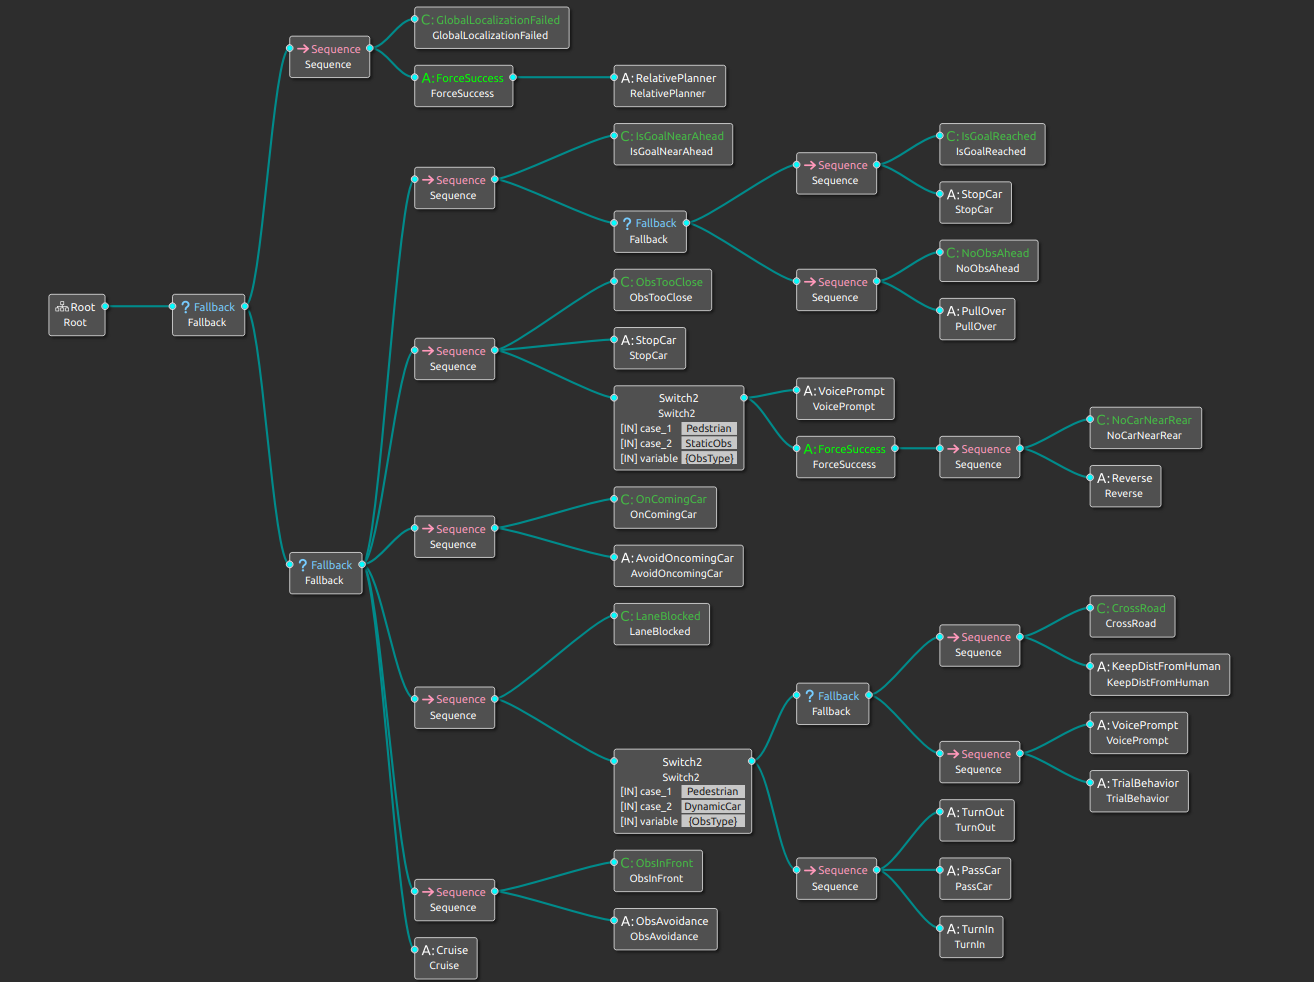 C: GlobalLocalizationFailed
GlobalLocalizationFailed
Sequence
Sequence
A: ForceSuccess
ForceSuccess
A: RelativePlanner
RelativePlanner
C: IsGoalNearAhead
IsGoalNearAhead
C: IsGoalReached
IsGoalReached
Sequence
Sequence
Sequence
Sequence
A: StopCar
StopCar
? Fallback
Fallback
C: NoObsAhead
NoObsAhead
C: ObsTooClose
ObsTooClose
Sequence
Sequence
A: PullOver
PullOver
Root
Root
? Fallback
Fallback
Sequence
Sequence
A: StopCar
StopCar
Switch2
Switch2
[IN] case_1 Pedstrian
[IN] case_2 StaticObs
[IN] variable {ObsType}
A: VoicePrompt
VoicePrompt
C: NoCarNearRear
NoCarNearRear
A: ForceSuccess
ForceSuccess
Sequence
Sequence
A: Reverse
Reverse
C: OnComingCar
OnComingCar
Sequence
Sequence
A: AvoidOncomingCar
AvoidOncomingCar
? Fallback
Fallback
C: LaneBlocked
LaneBlocked
C: CrossRoad
CrossRoad
Sequence
Sequence
A: KeepDistFromHuman
KeepDistFromHuman
Sequence
Sequence
? Fallback
Fallback
A: VoicePrompt
VoicePrompt
Sequence
Sequence
A: TrialBehavior
TrialBehavior
Switch2
Switch2
[IN] case_1 Pedestrian
[IN] case_2 DynamicCar
[IN] variable {ObsType}
A: TurnOut
TurnOut
Sequence
Sequence
A: PassCar
PassCar
A: TurnIn
TurnIn
C: ObsInFront
ObsInFront
Sequence
Sequence
A: ObsAvoidance
ObsAvoidance
A: Cruise
Cruise